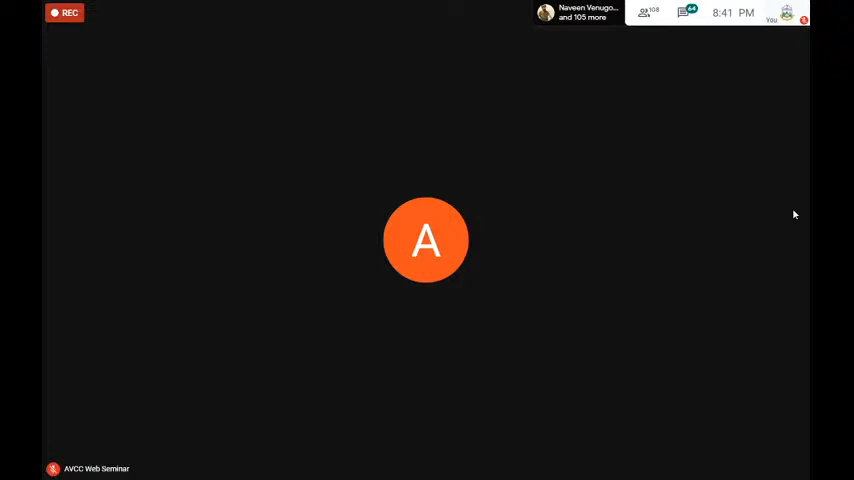 REC
Naveen Venugo...
and 105 more
108
64
8:41 PM
You
A
AVCC Web Seminar